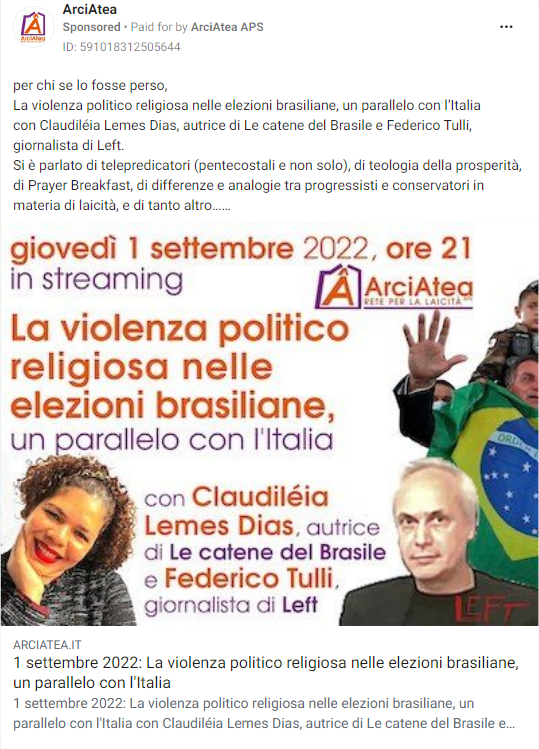 ArciAtea
Sponsored • Paid for by ArciAtea APS
ID: 591018312505644
ArciAtea
per chi se lo fosse perso,
La violenza politico religiosa nelle elezioni brasiliane, un parallelo con l'Italia
con Claudiléia Lemes Dias, autrice di Le catene del Brasile e Federico Tulli,
giornalista di Left.
Si è parlato di telepredicatori (pentecostali e non solo), di teologia della prosperità,
di Prayer Breakfast, di differenze e analogie tra progressisti e conservatori in
materia di laicità, e di tanto altro......
giovedì 1 settembre 2022, ore 21
in streaming
ArciAtea
RETE PER LA LAICITÀ APS
La violenza politico
religiosa nelle
elezioni brasiliane,
un parallelo con l'Italia
ORDEM E
con Claudiléia
Lemes Dias, autrice
di Le catene del Brasile
e Federico Tulli,
giornalista di Left
LEFT
ARCIATEA.IT
1 settembre 2022: La violenza politico religiosa nelle elezioni brasiliane,
un parallelo con l'Italia
1 settembre 2022: La violenza politico religiosa nelle elezioni brasiliane, un
parallelo con l'Italia con Claudiléia Lemes Dias, autrice di Le catene del Brasile e...